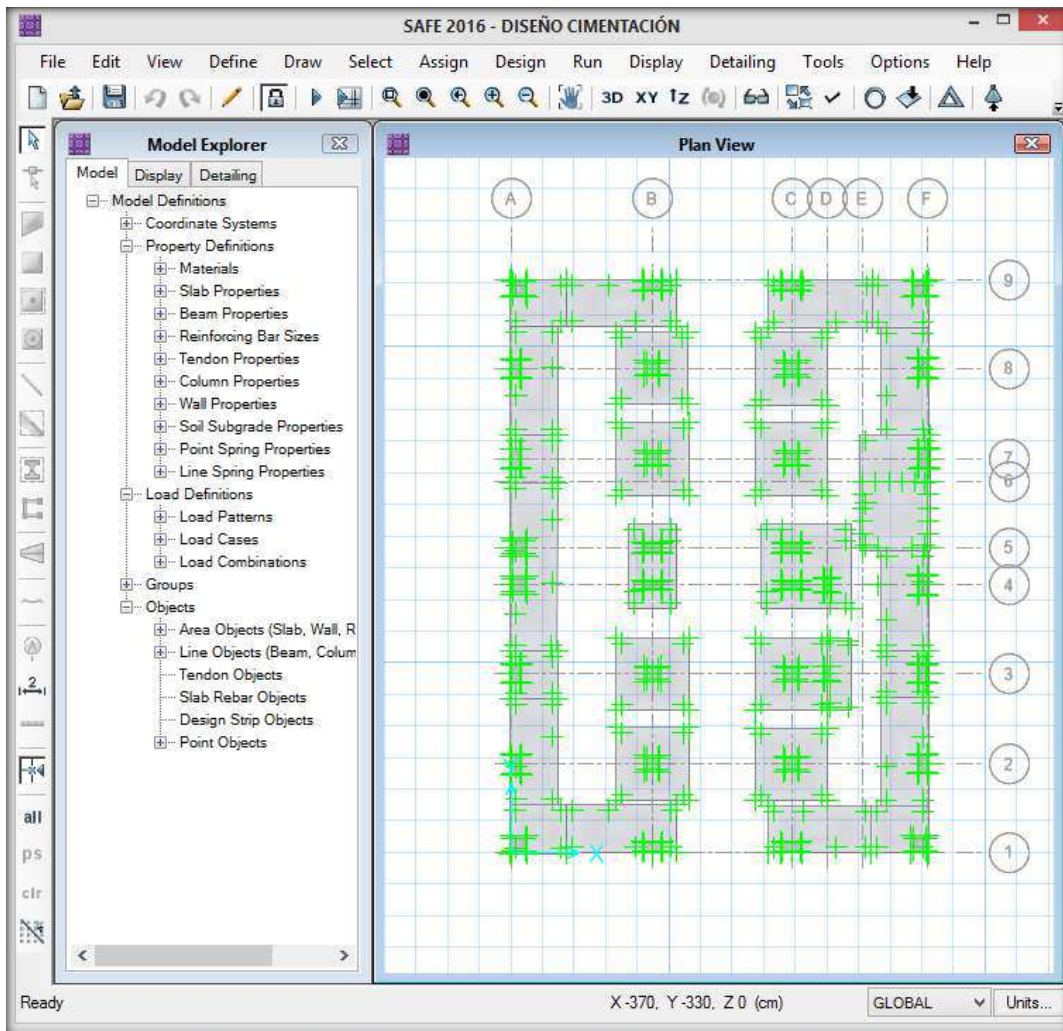 SAFE 2016 - DISEÑO CIMENTACIÓN
File Edit View Define Draw Select Assign Design Run Display Detailing Tools Options Help
3D XY
Model Explorer
Model Display Detailing
Model Definitions
Coordinate Systems
Property Definitions
Materials
Slab Properties
Beam Properties
Reinforcing Bar Sizes
Tendon Properties
Column Properties
Wall Properties
Soil Subgrade Properties
Point Spring Properties
Line Spring Properties
Load Definitions
Load Patterns
Load Cases
Load Combinations
Groups
Objects
Area Objects (Slab, Wall, R
Line Objects (Beam, Colum
Tendon Objects
Slab Rebar Objects
Design Strip Objects
Point Objects
2
all
ps
clr
Plan View
A B C D E F
9
8
7
6
5
4
3
2
1
X
Ready
X -370, Y -330, Z 0 (cm)
GLOBAL
Units...